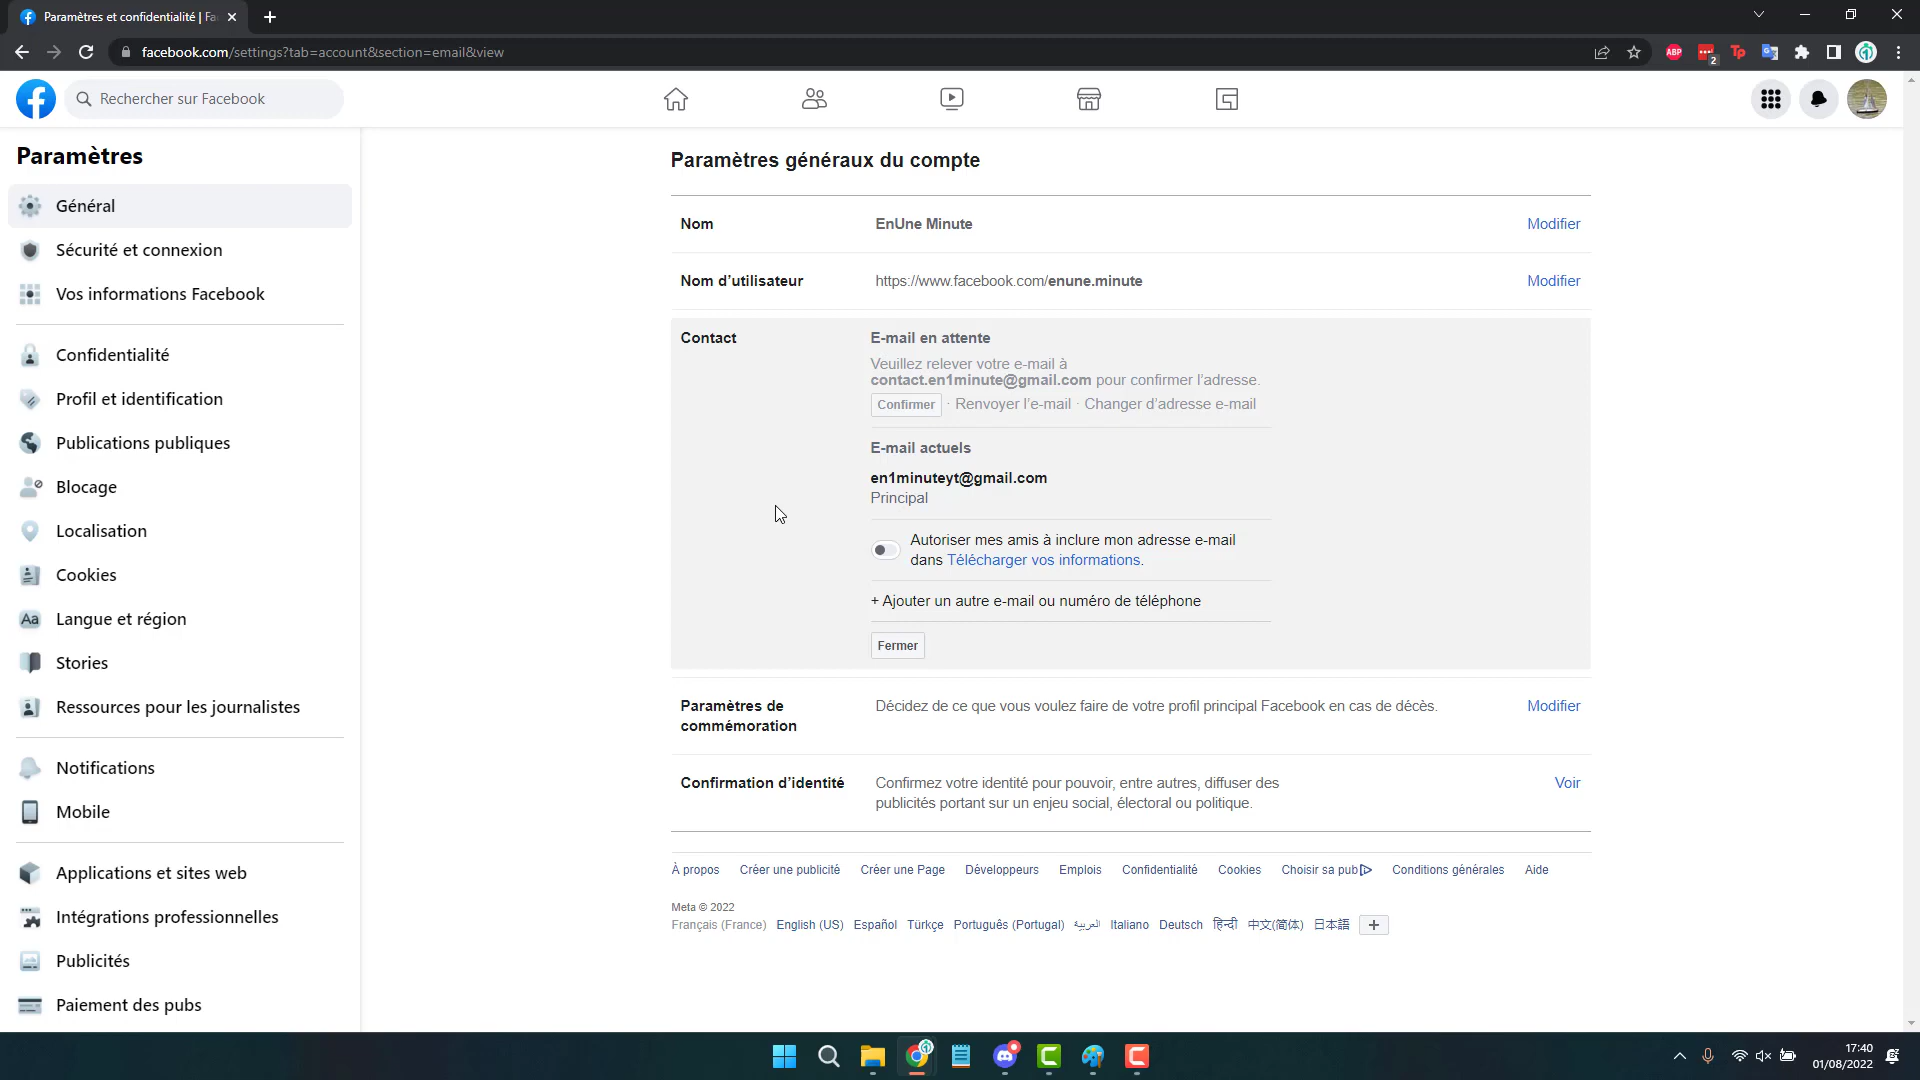 Paramètres et confidentialité | Fa
facebook.com/settings?tab=account&section=email&view
ABP
2
Rechercher sur Facebook
Paramètres
Général
Sécurité et connexion
Vos informations Facebook
Confidentialité
Profil et identification
Publications publiques
Blocage
Localisation
Cookies
Langue et région
Stories
Ressources pour les journalistes
Notifications
Mobile
Applications et sites web
Intégrations professionnelles
Publicités
Paiement des pubs
Paramètres généraux du compte
Nom EnUne Minute Modifier
Nom d’utilisateur https://www.facebook.com/enune.minute Modifier
Contact E-mail en attente
Veuillez relever votre e-mail à
contact.en1minute@gmail.com pour confirmer l’adresse.
Confirmer · Renvoyer l’e-mail · Changer d’adresse e-mail
E-mail actuels
en1minuteyt@gmail.com
Principal
Autoriser mes amis à inclure mon adresse e-mail
dans Télécharger vos informations.
+ Ajouter un autre e-mail ou numéro de téléphone
Fermer
Paramètres de
commémoration
Décidez de ce que vous voulez faire de votre profil principal Facebook en cas de décès. Modifier
Confirmation d’identité
Confirmez votre identité pour pouvoir, entre autres, diffuser des
publicités portant sur un enjeu social, électoral ou politique.
Voir
À propos Créer une publicité Créer une Page Développeurs Emplois Confidentialité Cookies Choisir sa pub Conditions générales Aide
Meta © 2022
Français (France) English (US) Español Türkçe Português (Portugal) العربية Italiano Deutsch हिन्दी 中文(简体) 日本語 +
17:40
01/08/2022